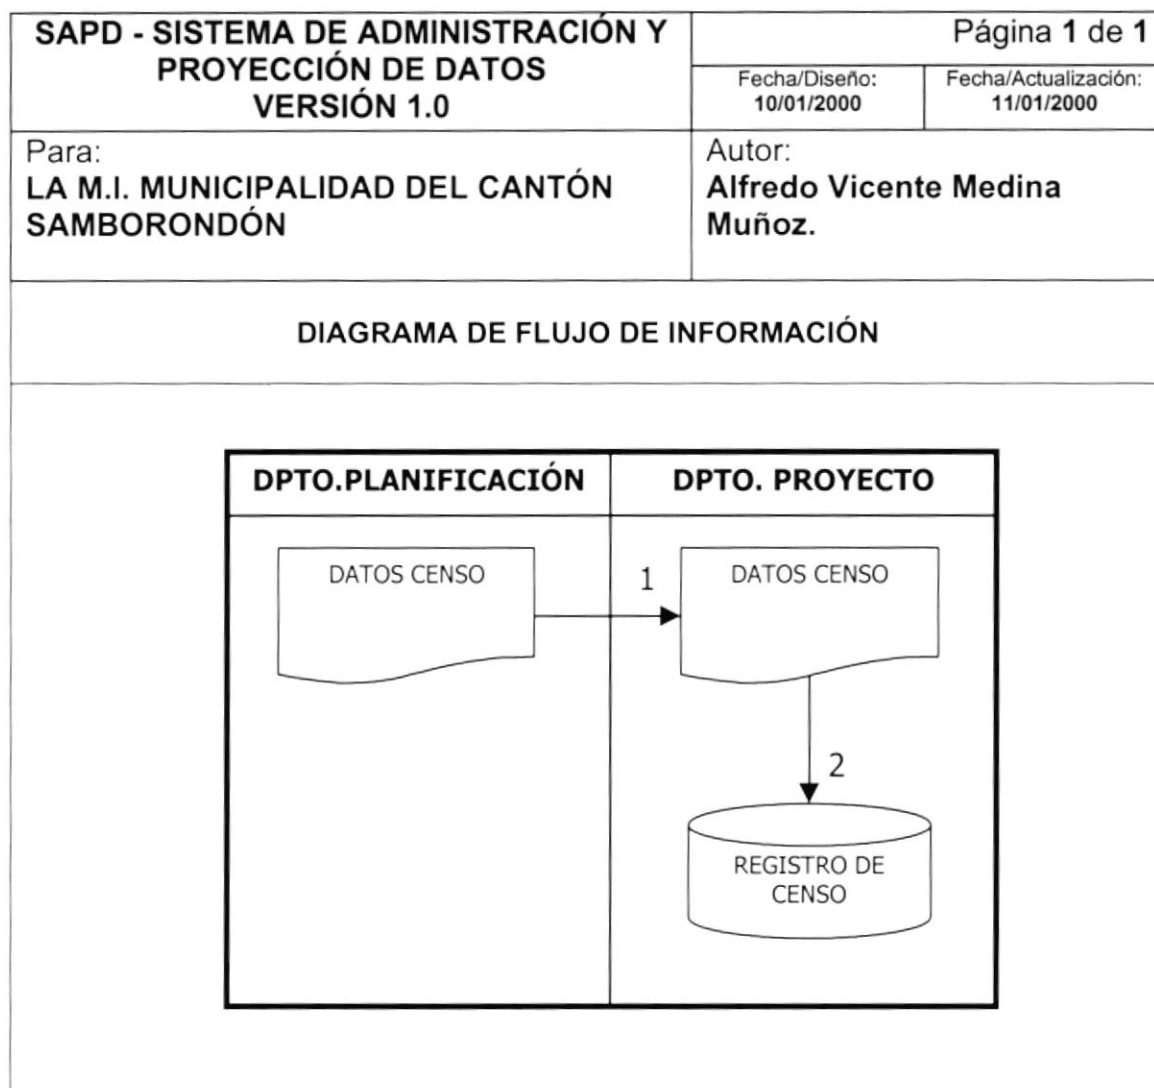 SAPD - SISTEMA DE ADMINISTRACIÓN Y
PROYECCIÓN DE DATOS
VERSIÓN 1.0
Página 1 de 1
Fecha/Diseño:
10/01/2000
Fecha/Actualización:
11/01/2000
Para:
LA M.I. MUNICIPALIDAD DEL CANTÓN
SAMBORONDÓN
Autor:
Alfredo Vicente Medina
Muñoz.
DIAGRAMA DE FLUJO DE INFORMACIÓN
DPTO.PLANIFICACIÓN
DPTO. PROYECTO
DATOS CENSO
1
DATOS CENSO
2
REGISTRO DE
CENSO